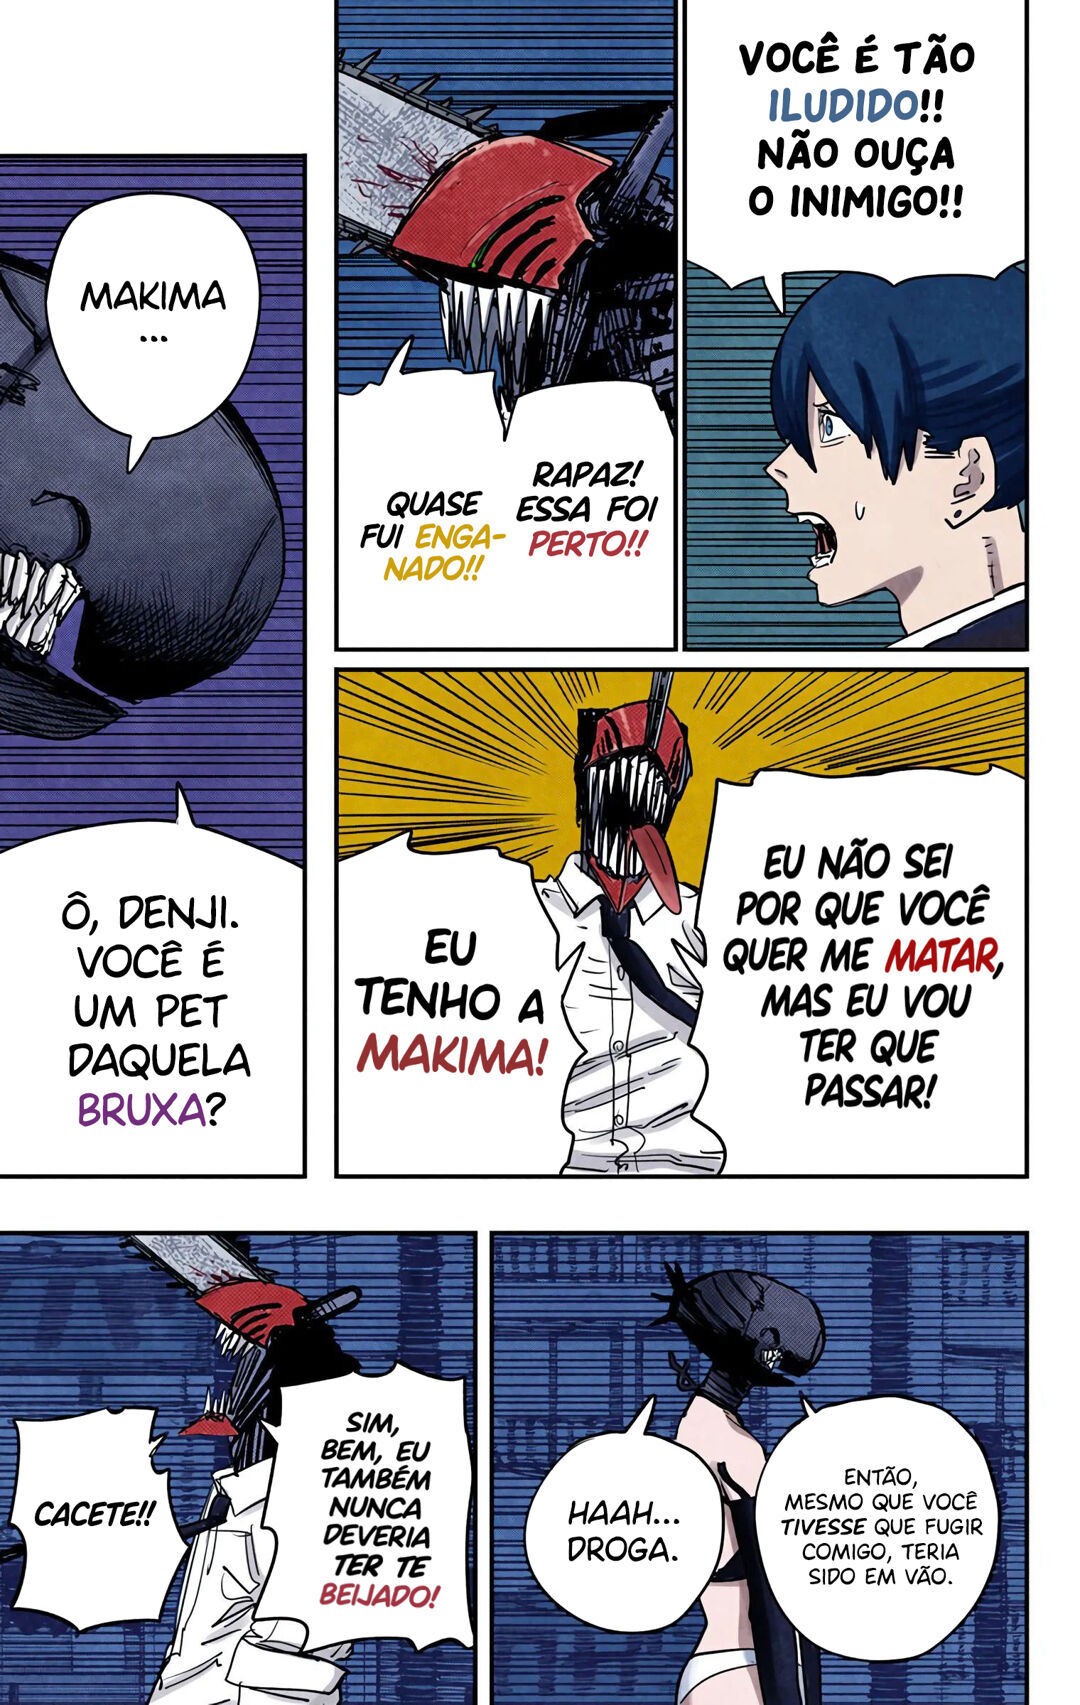 VOCÊ É TÃO
ILUDIDO!!
NÃO OUÇA
O INIMIGO!!
RAPAZ!
ESSA FOI
PERTO!!
QUASE
FUI ENGA-
NADO!!
EU NÃO SEI
POR QUE VOCÊ
QUER ME MATAR,
MAS EU VOU
TER QUE
PASSAR!
EU
TENHO A
MAKIMA!
MAKIMA
...
Ô, DENJI.
VOCÊ É
UM PET
DAQUELA
BRUXA?
ENTÃO,
MESMO QUE VOCÊ
TIVESSE QUE FUGIR
COMIGO, TERIA
SIDO EM VÃO.
HAAH...
DROGA.
SIM,
BEM, EU
TAMBÉM
NUNCA
DEVERIA
TER TE
BEIJADO!
CACETE!!